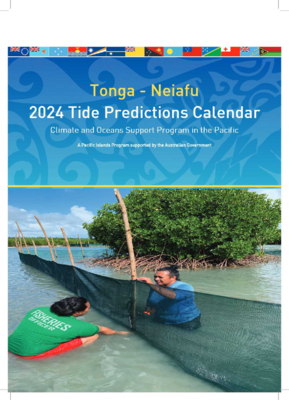 Tonga - Neiafu
2024 Tide Predictions Calendar
Climate and Oceans Support Program in the Pacific
A Pacific Islands Program supported by the Australian Government
FISHERIES
OFFICER